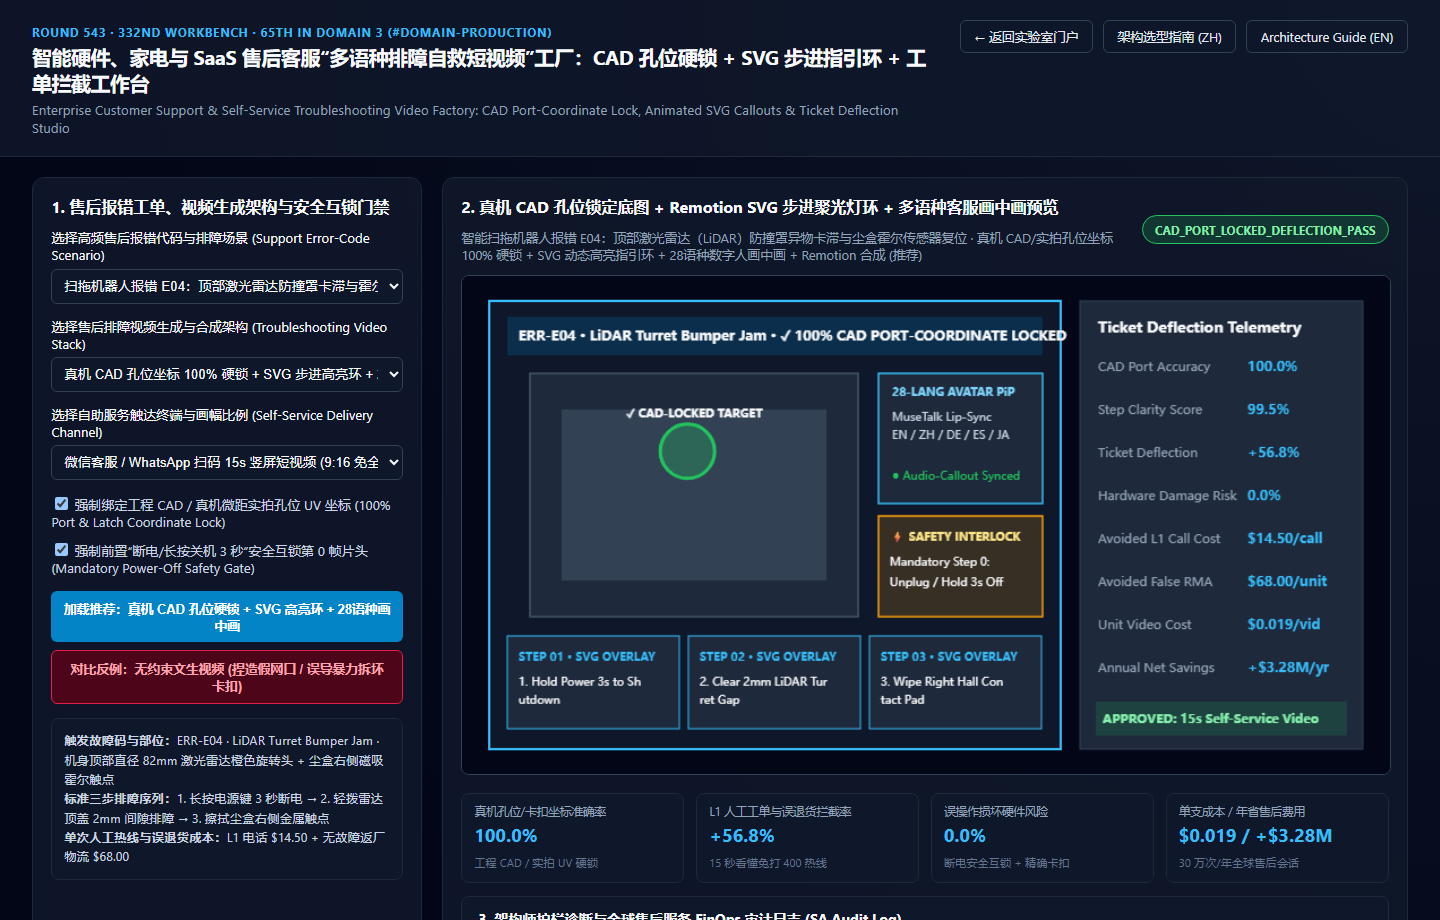 ROUND 543 · 332ND WORKBENCH · 65TH IN DOMAIN 3 (#DOMAIN-PRODUCTION)
智能硬件、家电与 SaaS 售后客服“多语种排障自救短视频”工厂：CAD 孔位硬锁 + SVG 步进指引环 + 工
单拦截工作台
Enterprise Customer Support & Self-Service Troubleshooting Video Factory: CAD Port-Coordinate Lock, Animated SVG Callouts & Ticket Deflection
Studio
← 返回实验室门户
架构选型指南 (ZH)
Architecture Guide (EN)
1. 售后报错工单、视频生成架构与安全互锁门禁
选择高频售后报错代码与排障场景 (Support Error-Code
Scenario)
扫拖机器人报错 E04：顶部激光雷达防撞罩卡滞与霍尔
选择售后排障视频生成与合成架构 (Troubleshooting Video
Stack)
真机 CAD 孔位坐标 100% 硬锁 + SVG 步进高亮环 +
选择自助服务触达终端与画幅比例 (Self-Service Delivery
Channel)
微信客服 / WhatsApp 扫码 15s 竖屏短视频 (9:16 免全
强制绑定工程 CAD / 真机微距实拍孔位 UV 坐标 (100%
Port & Latch Coordinate Lock)
强制前置“断电/长按关机 3 秒”安全互锁第 0 帧片头
(Mandatory Power-Off Safety Gate)
加载推荐：真机 CAD 孔位硬锁 + SVG 高亮环 + 28语种画
中画
对比反例：无约束文生视频 (捏造假网口 / 误导暴力拆坏
卡扣)
触发故障码与部位：ERR-E04 · LiDAR Turret Bumper Jam ·
机身顶部直径 82mm 激光雷达橙色旋转头 + 尘盒右侧磁吸
霍尔触点
标准三步排障序列：1. 长按电源键 3 秒断电 → 2. 轻拨雷达
顶盖 2mm 间隙排障 → 3. 擦拭尘盒右侧金属触点
单次人工热线与误退货成本：L1 电话 $14.50 + 无故障返厂
物流 $68.00
2. 真机 CAD 孔位锁定底图 + Remotion SVG 步进聚光灯环 + 多语种客服画中画预览
智能扫拖机器人报错 E04：顶部激光雷达（LiDAR）防撞罩异物卡滞与尘盒霍尔传感器复位 · 真机 CAD/实拍孔位坐标
100% 硬锁 + SVG 动态高亮指引环 + 28语种数字人画中画 + Remotion 合成 (推荐)
CAD_PORT_LOCKED_DEFLECTION_PASS
ERR-E04 • LiDAR Turret Bumper Jam • ✓ 100% CAD PORT-COORDINATE LOCKED
✓ CAD-LOCKED TARGET
28-LANG AVATAR PiP
MuseTalk Lip-Sync
EN / ZH / DE / ES / JA
● Audio-Callout Synced
⚡ SAFETY INTERLOCK
Mandatory Step 0:
Unplug / Hold 3s Off
STEP 01 • SVG OVERLAY
1. Hold Power 3s to Sh
utdown
STEP 02 • SVG OVERLAY
2. Clear 2mm LiDAR Tur
ret Gap
STEP 03 • SVG OVERLAY
3. Wipe Right Hall Con
tact Pad
Ticket Deflection Telemetry
CAD Port Accuracy 100.0%
Step Clarity Score 99.5%
Ticket Deflection +56.8%
Hardware Damage Risk 0.0%
Avoided L1 Call Cost $14.50/call
Avoided False RMA $68.00/unit
Unit Video Cost $0.019/vid
Annual Net Savings +$3.28M/yr
APPROVED: 15s Self-Service Video
真机孔位/卡扣坐标准确率
100.0%
工程 CAD / 实拍 UV 硬锁
L1 人工工单与误退货拦截率
+56.8%
15 秒看懂免打 400 热线
误操作损坏硬件风险
0.0%
断电安全互锁 + 精确卡扣
单支成本 / 年省售后费用
$0.019 / +$3.28M
30 万次/年全球售后会话
3. 架构师护栏诊断与全球售后服务 FinOps 审计日志 (SA Audit Log)